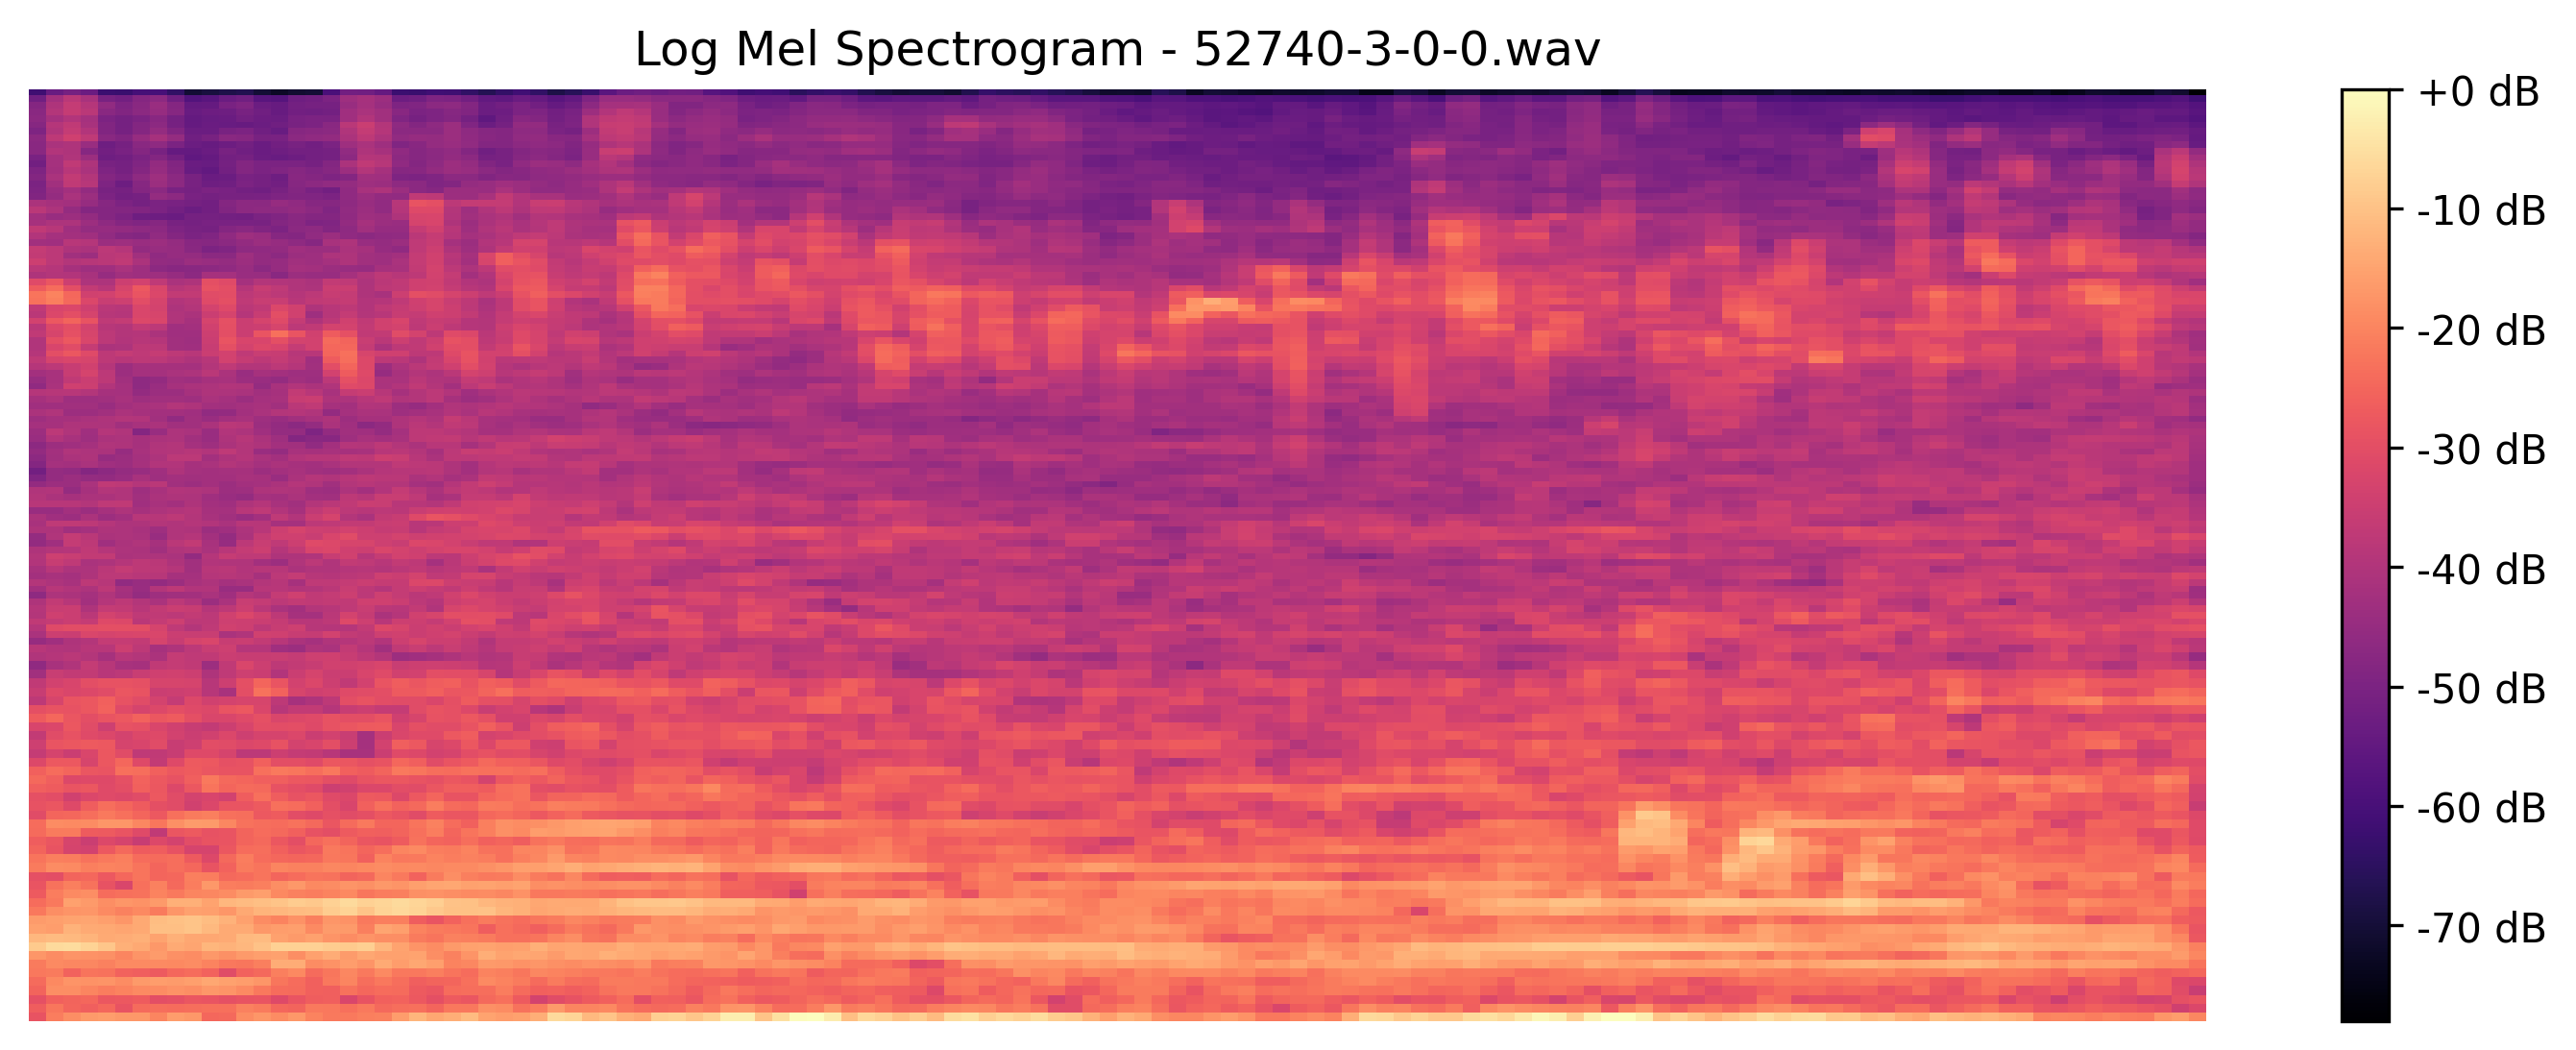 Log Mel Spectrogram - 52740-3-0-0.wav
+0 dB
-10 dB
-20 dB
-30 dB
-40 dB
-50 dB
-60 dB
-70 dB